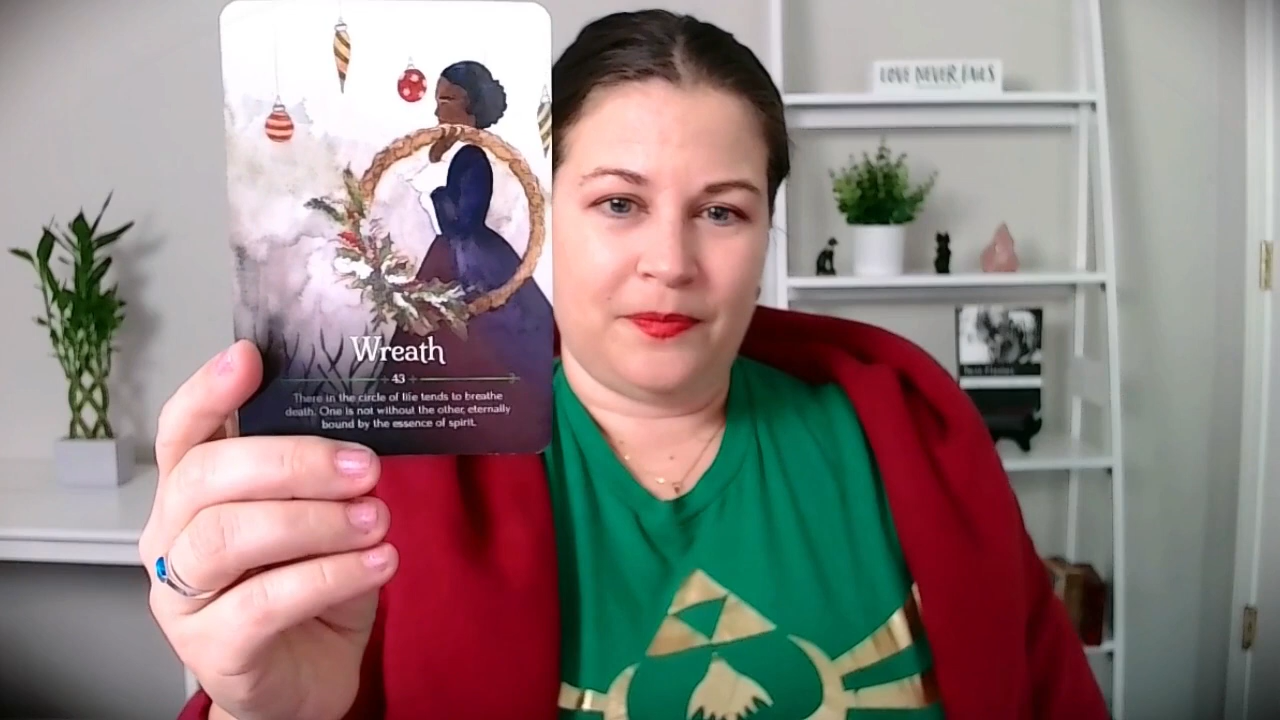 LOVE NEVER ENDS
Wreath
43
There in the circle of life tends to breathe
death. One is not without the other, eternally
bound by the essence of spirit.